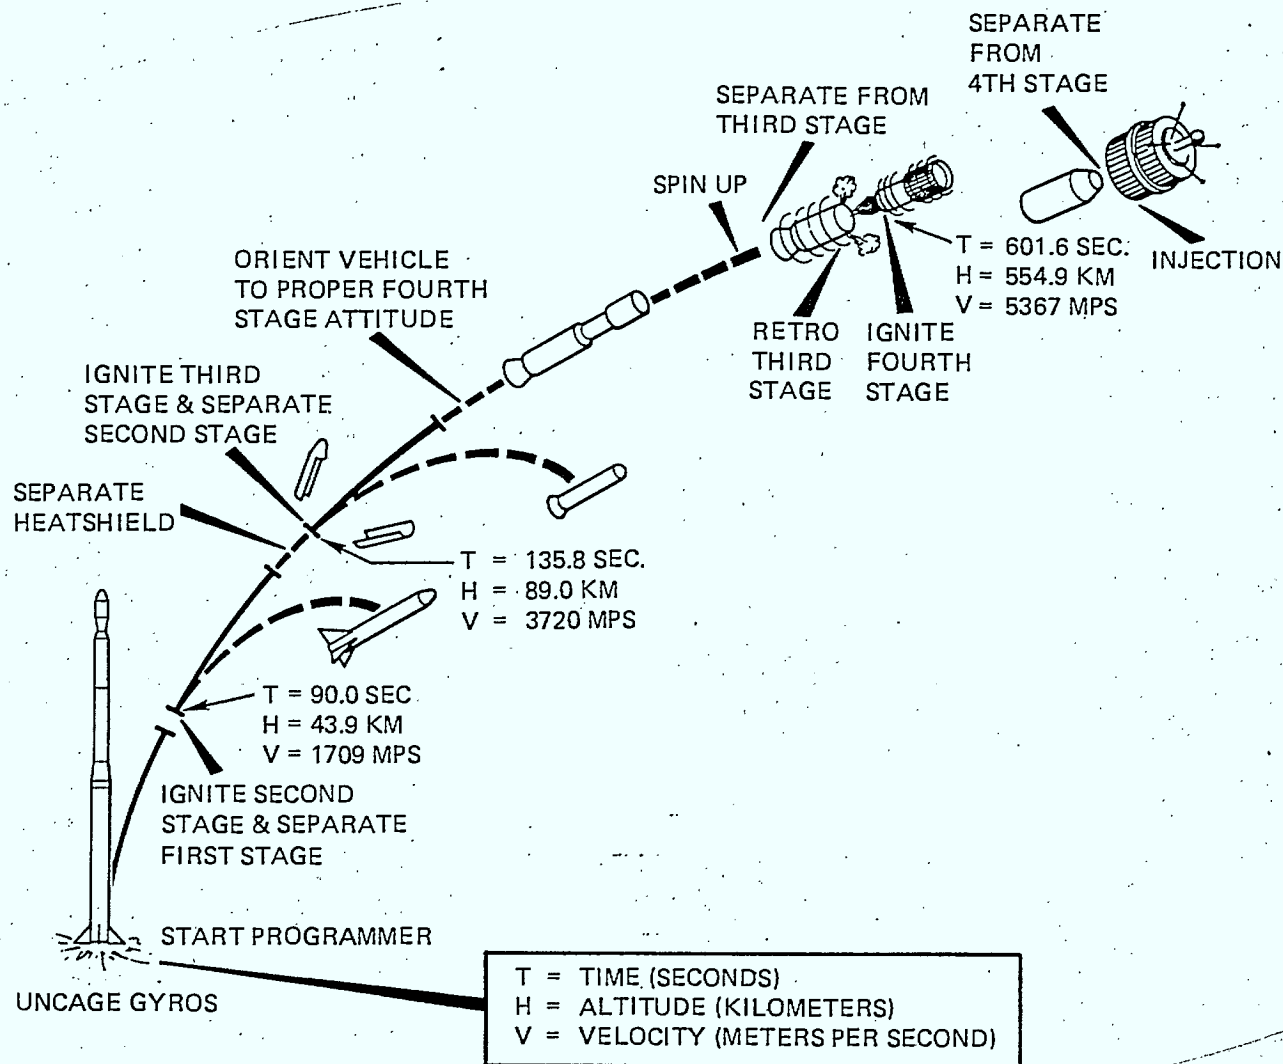 SEPARATE
FROM
4TH STAGE
SEPARATE FROM
THIRD STAGE
SPIN UP
T = 601.6 SEC.
H = 554.9 KM
V = 5367 MPS
INJECTION
ORIENT VEHICLE
TO PROPER FOURTH
STAGE ATTITUDE
RETRO
THIRD
STAGE
IGNITE
FOURTH
STAGE
IGNITE THIRD
STAGE & SEPARATE
SECOND STAGE
SEPARATE
HEATSHIELD
T = 135.8 SEC.
H = 89.0 KM
V = 3720 MPS
T = 90.0 SEC
H = 43.9 KM
V = 1709 MPS
IGNITE SECOND
STAGE & SEPARATE
FIRST STAGE
START PROGRAMMER
UNCAGE GYROS
T = TIME (SECONDS)
H = ALTITUDE (KILOMETERS)
V = VELOCITY (METERS PER SECOND)